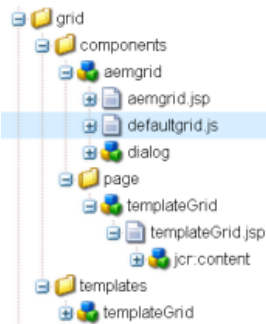 grid
components
aemgrid
aemgrid.jsp
defaultgrid.js
dialog
page
templateGrid
templateGrid.jsp
jcr:content
templates
templateGrid